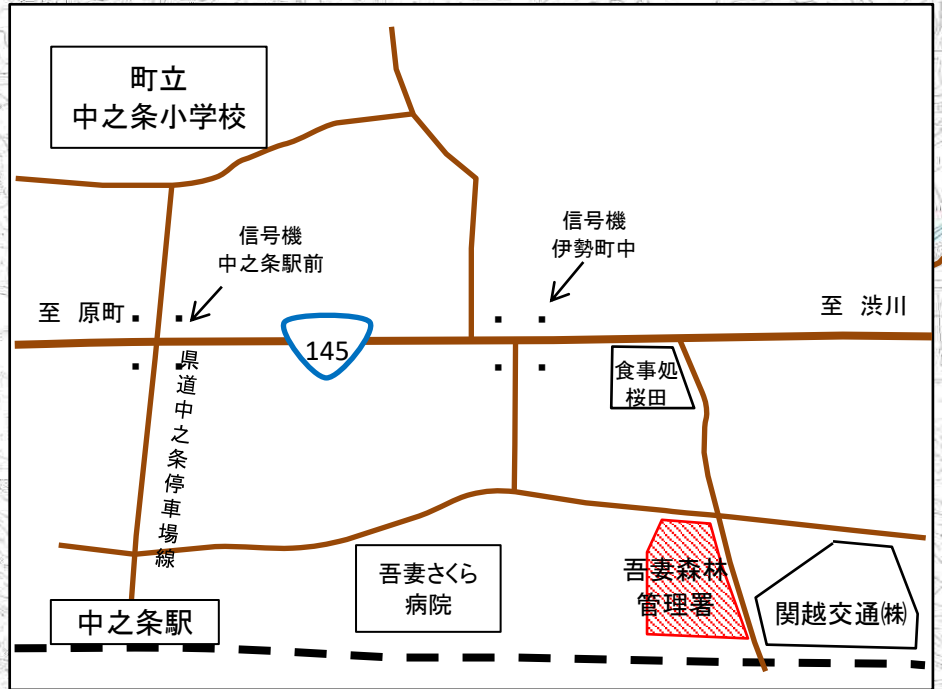 町立
中之条小学校
信号機
中之条駅前
信号機
伊勢町中
至 原町
至 渋川
145
県道中之条停車場線
食事処
桜田
吾妻さくら
病院
吾妻森林
管理署
関越交通㈱
中之条駅